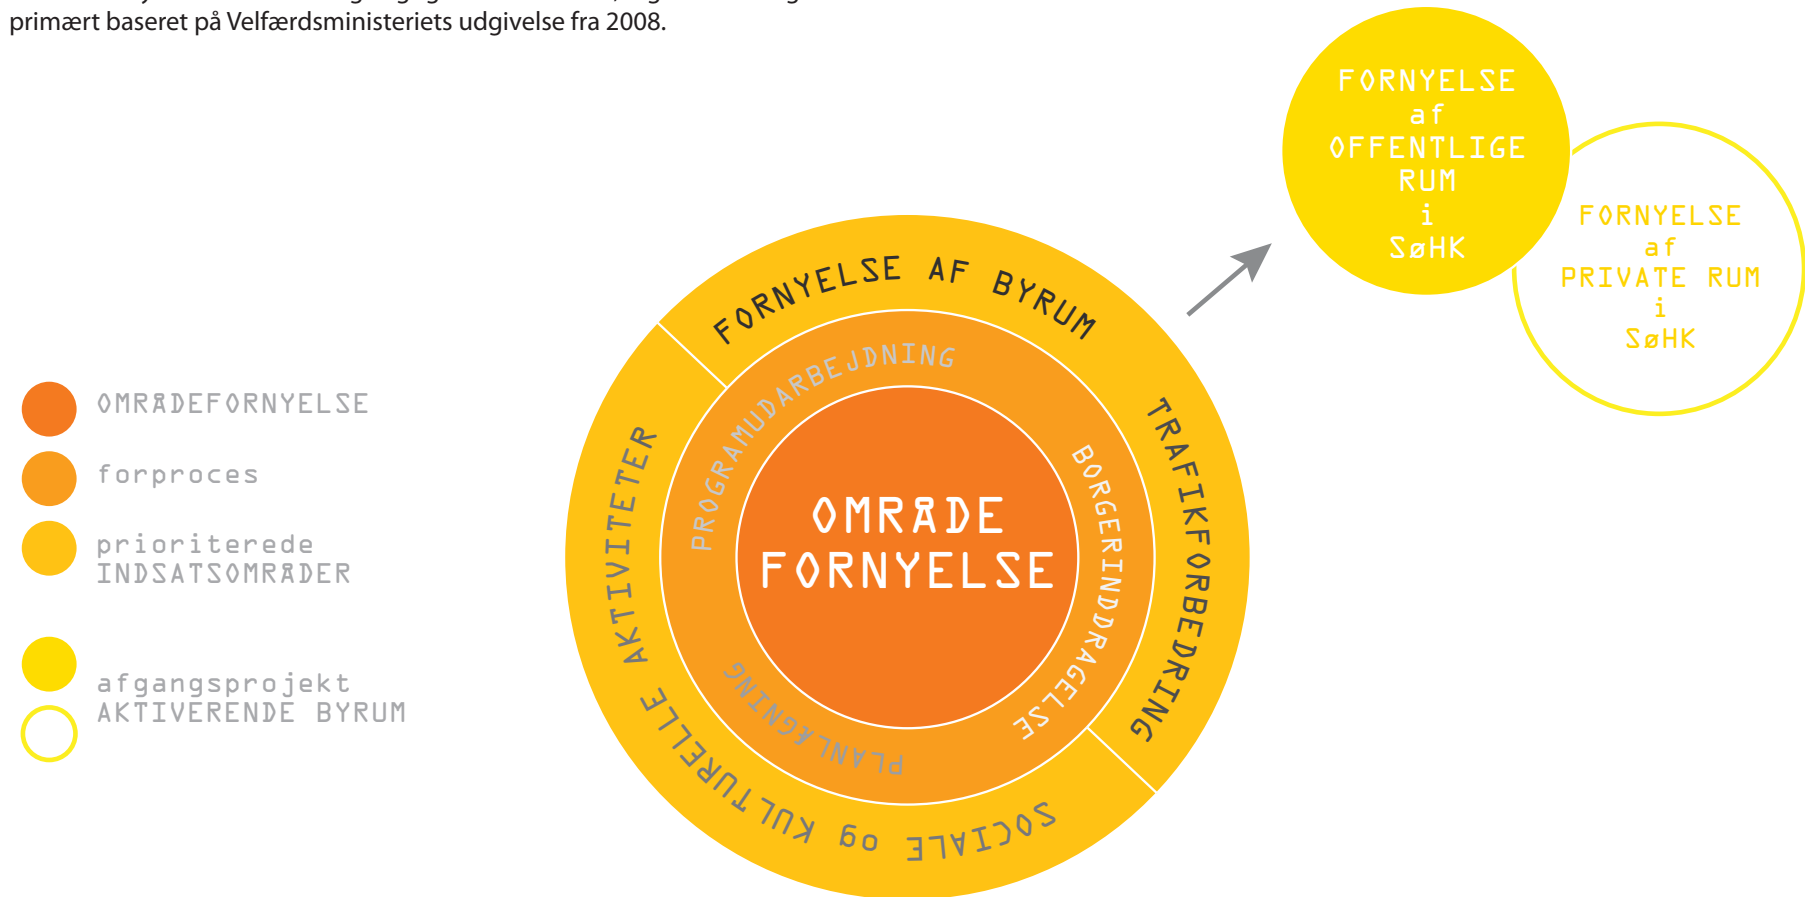 primært baseret på Velfærdsministeriets udgivelse fra 2008.
FORNYELSE
af
OFFENTLIGE
RUM
i
SøHK
FORNYELSE
af
PRIVATE RUM
i
SøHK
FORNYELSE AF BYRUM
TRAFIKFORBEDRING
SOCIALE og KULTURELLE AKTIVITETER
PROGRAMUDARBEJDNING
BORGERINDDRAGELSE
PLANLÆGNING
OMRÅDE
FORNYELSE
OMRÅDEFORNYELSE
forproces
prioriterede
INDSATSOMRÅDER
afgangsprojekt
AKTIVERENDE BYRUM